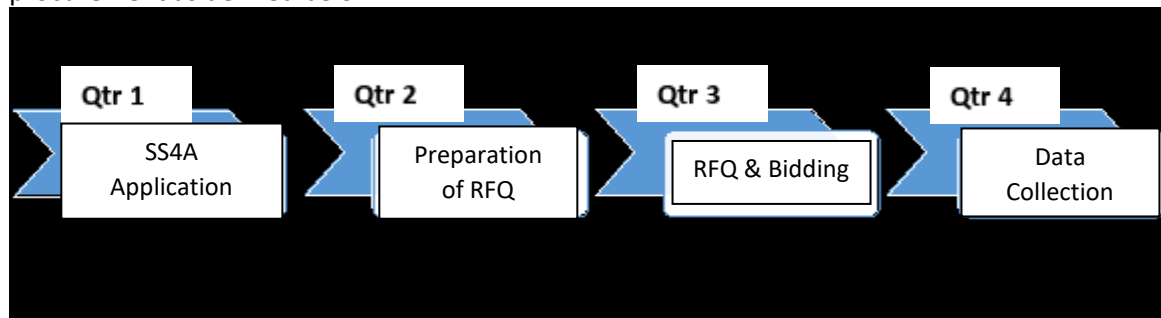 Qtr 1
SS4A
Application
Qtr 2
Preparation
of RFQ
Qtr 3
RFQ & Bidding
Qtr 4
Data
Collection